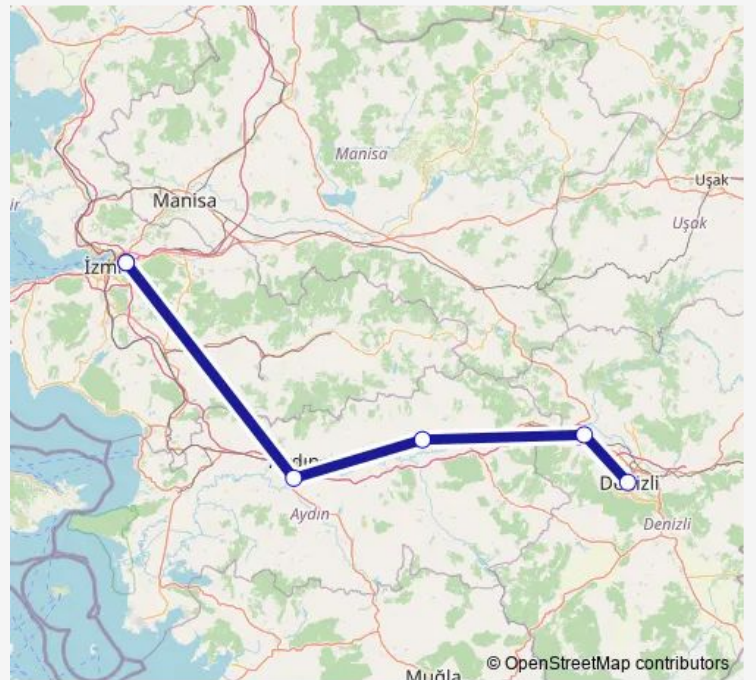 Manisa
Uşak
Manisa
Uşak
Aydın
Denizli
Muğla
© OpenStreetMap contributors